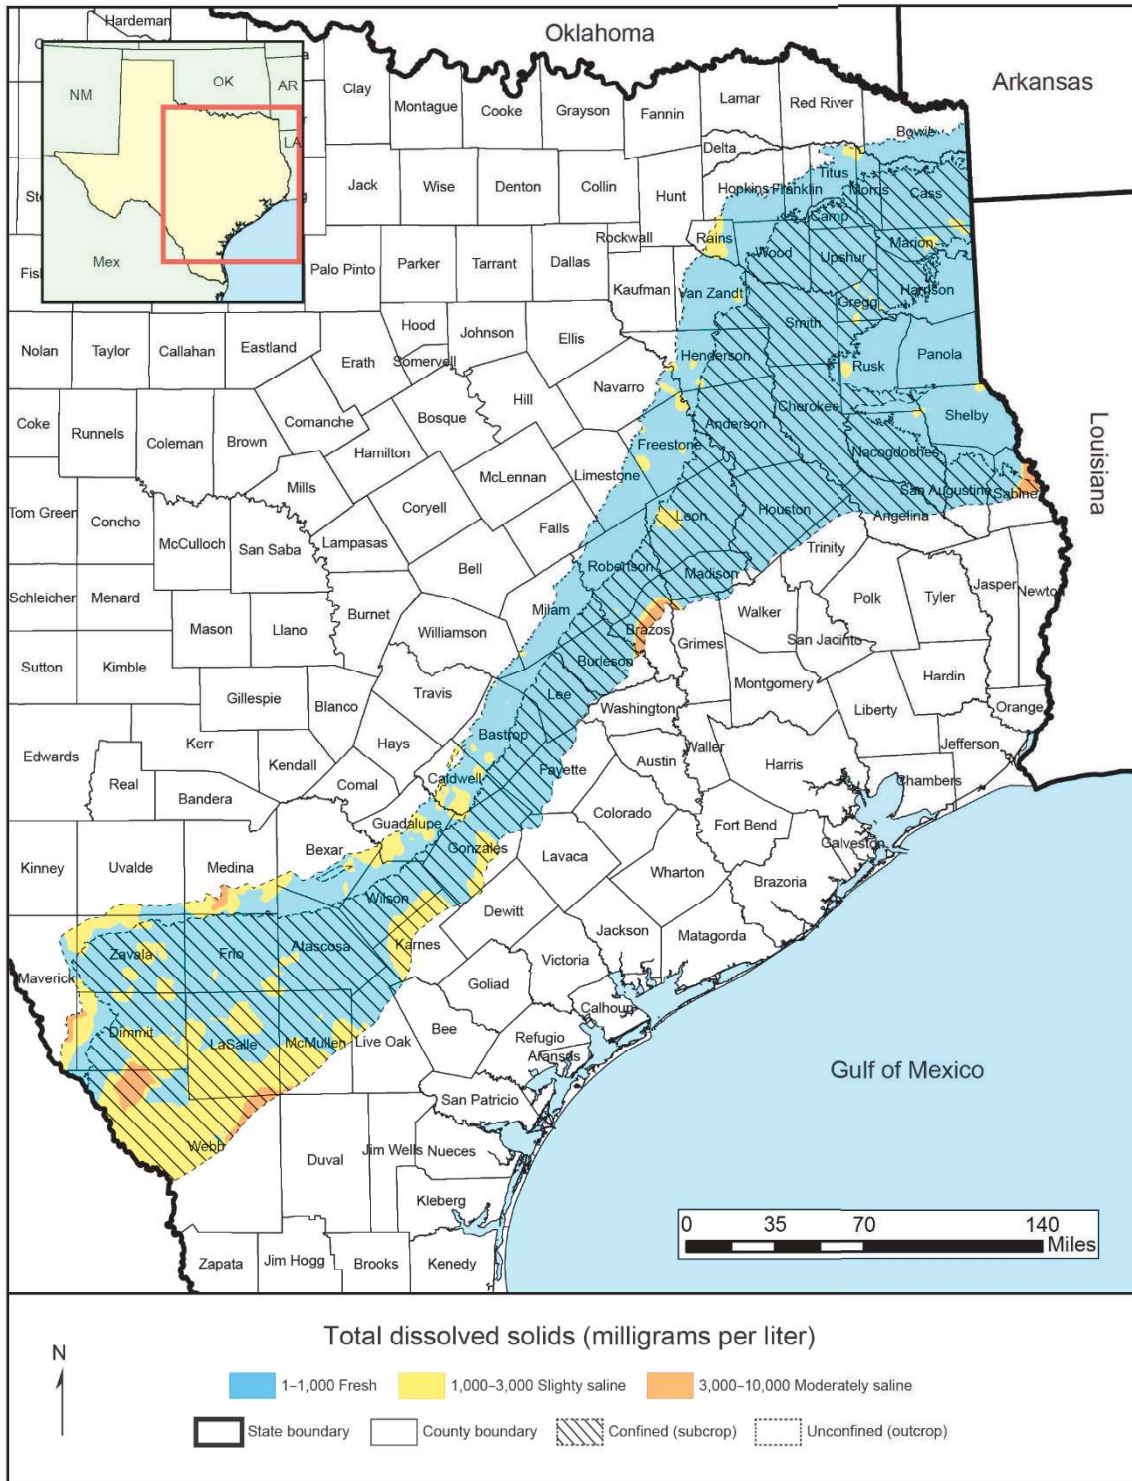 Hardeman
Oklahoma
Arkansas
NM
OK
AR
LA
Mex
Clay
Montague
Cooke
Grayson
Fannin
Lamar
Red River
Bowie
Delta
Jack
Wise
Denton
Collin
Hunt
Hopkins
Franklin
Titus
Morris
Cass
Camp
Rockwall
Rains
Wood
Upshur
Marion
Palo Pinto
Parker
Tarrant
Dallas
Kaufman
Van Zandt
Gregg
Harrison
Smith
Nolan
Taylor
Callahan
Eastland
Erath
Hood
Somervell
Johnson
Ellis
Henderson
Rusk
Panola
Navarro
Louisiana
Coke
Runnels
Coleman
Brown
Comanche
Hamilton
Bosque
Hill
Anderson
Cherokee
Shelby
Freestone
Nacogdoches
Limestone
McLennan
Mills
Tom Green
Concho
McCulloch
San Saba
Lampasas
Coryell
Falls
Leon
Houston
San Augustine
Sabine
Angelina
Trinity
Bell
Robertson
Madison
Schleicher
Menard
Mason
Llano
Burnet
Williamson
Milam
Brazos
Grimes
Walker
San Jacinto
Polk
Tyler
Jasper
Newton
Sutton
Kimble
Gillespie
Blanco
Travis
Burleson
Lee
Washington
Montgomery
Liberty
Hardin
Orange
Jefferson
Chambers
Edwards
Real
Kerr
Bandera
Kendall
Hays
Comal
Bastrop
Caldwell
Fayette
Austin
Waller
Harris
Colorado
Fort Bend
Galveston
Brazoria
Guadalupe
Gonzales
Lavaca
Wharton
Kinney
Uvalde
Medina
Bexar
Wilson
Dewitt
Jackson
Matagorda
Karnes
Maverick
Zavala
Frio
Atascosa
Goliad
Victoria
Calhoun
Dimmit
LaSalle
McMullen
Live Oak
Bee
Refugio
Aransas
San Patricio
Gulf of Mexico
Webb
Duval
Jim Wells
Nueces
Kleberg
Zapata
Jim Hogg
Brooks
Kenedy
0 35 70 140
Miles
Total dissolved solids (milligrams per liter)
N
1–1,000 Fresh
1,000–3,000 Slighty saline
3,000–10,000 Moderately saline
State boundary
County boundary
Confined (subcrop)
Unconfined (outcrop)